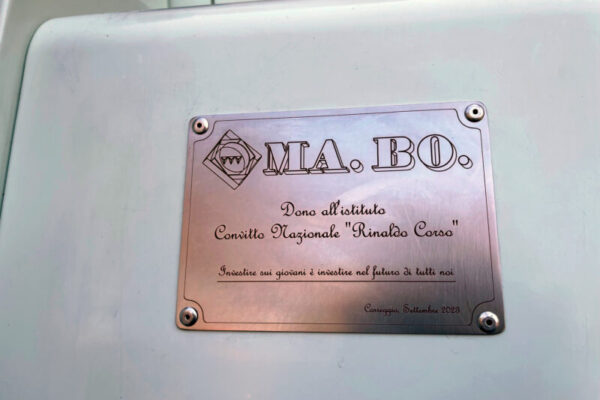 MA. BO.
Dono all'istituto
Convitto Nazionale "Rinaldo Corso"
Investire sui giovani è investire nel futuro di tutti noi
Correggio, Settembre 2023